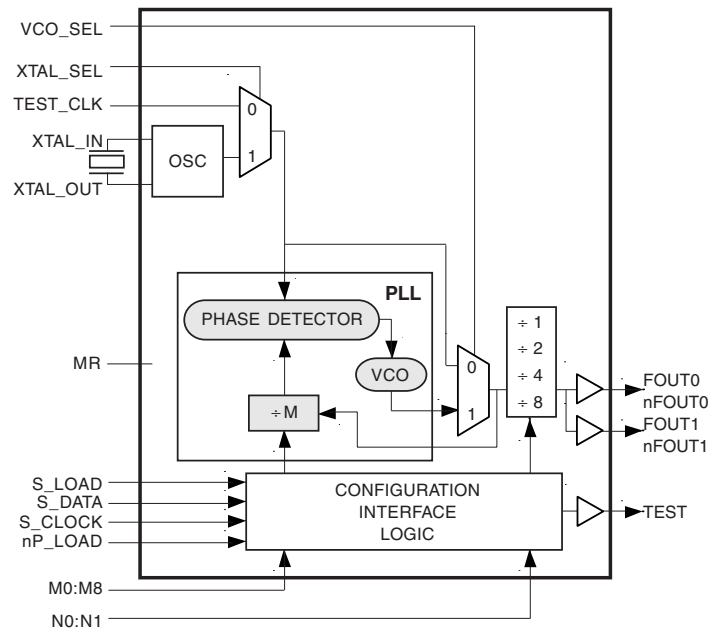 VCO_SEL
XTAL_SEL
TEST_CLK
0
XTAL_IN
OSC
1
XTAL_OUT
PLL
PHASE DETECTOR
÷ 1
÷ 2
÷ 4
÷ 8
MR
VCO
0
1
÷M
FOUT0
nFOUT0
FOUT1
nFOUT1
S_LOAD
S_DATA
S_CLOCK
nP_LOAD
CONFIGURATION
INTERFACE
LOGIC
TEST
M0:M8
N0:N1